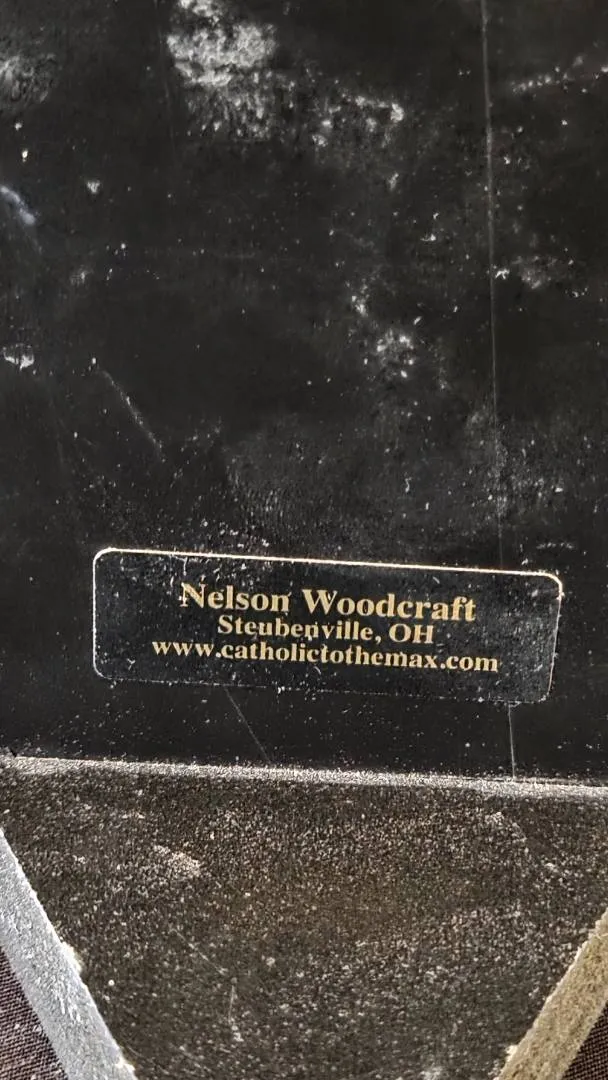 Nelson Woodcraft
Steubenville, OH
www.catholictothemax.com